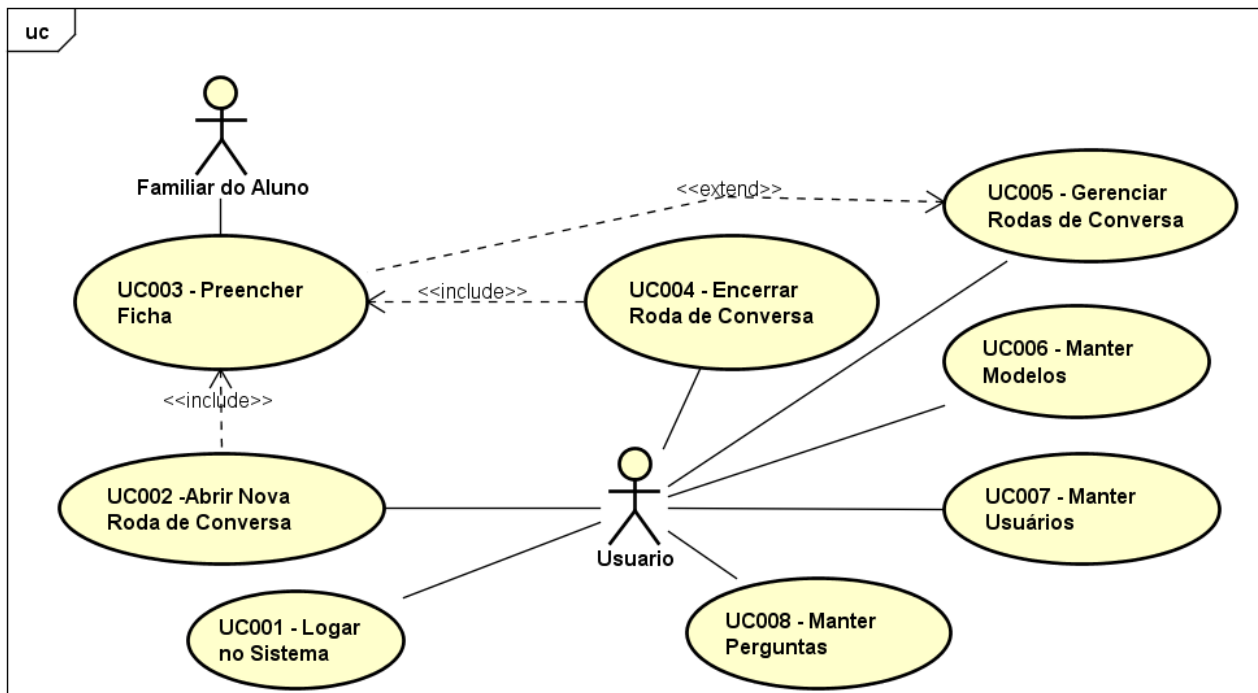 uc
Familiar do Aluno
<<extend>>
UC005 - Gerenciar
Rodas de Conversa
UC003 - Preencher
Ficha
<<include>>
UC004 - Encerrar
Roda de Conversa
UC006 - Manter
Modelos
<<include>>
UC002 -Abrir Nova
Roda de Conversa
UC007 - Manter
Usuários
Usuario
UC001 - Logar
no Sistema
UC008 - Manter
Perguntas